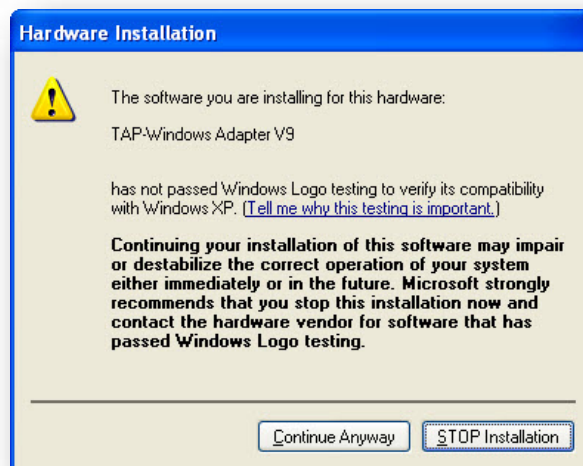 Hardware Installation
The software you are installing for this hardware:
TAP-Windows Adapter V9
has not passed Windows Logo testing to verify its compatibility
with Windows XP. (Tell me why this testing is important.)
Continuing your installation of this software may impair
or destabilize the correct operation of your system
either immediately or in the future. Microsoft strongly
recommends that you stop this installation now and
contact the hardware vendor for software that has
passed Windows Logo testing.
Continue Anyway
STOP Installation